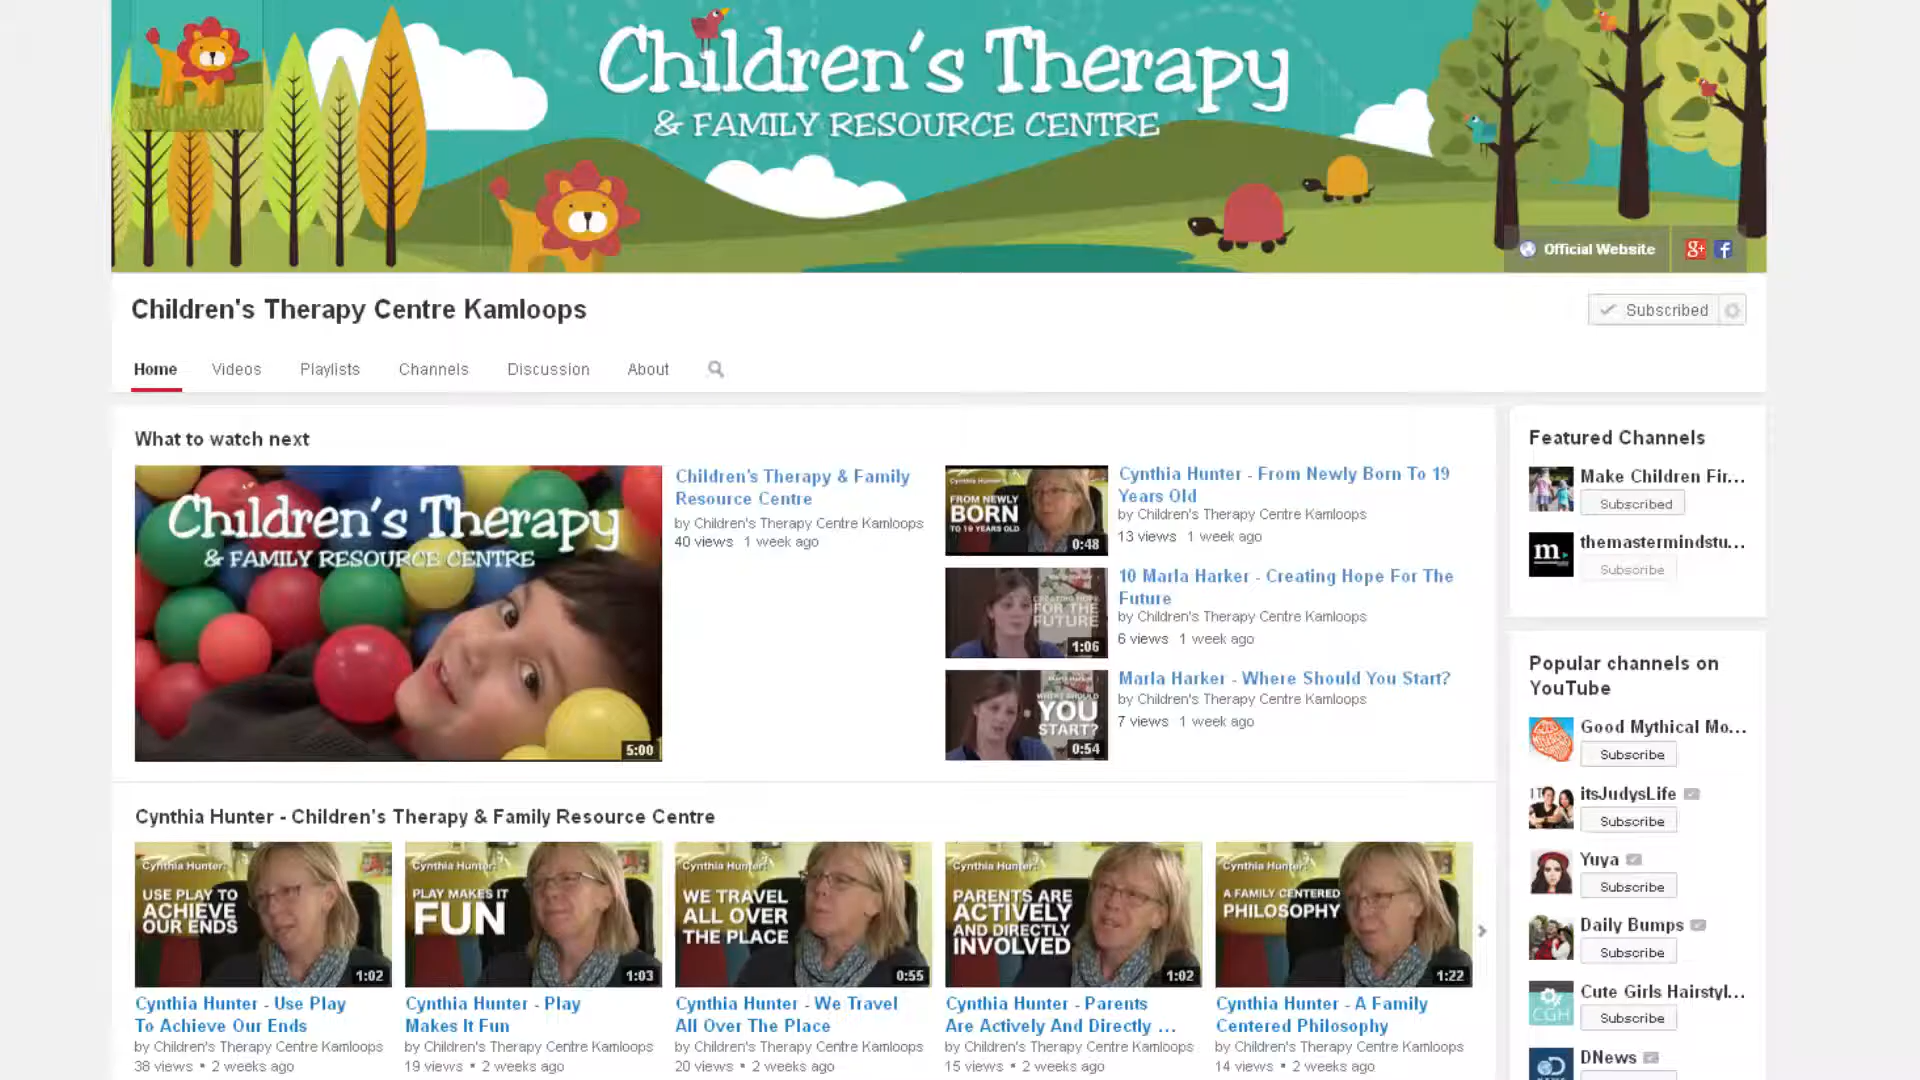 Children's Therapy
& FAMILY RESOURCE CENTRE
Official Website
g+ f
Children's Therapy Centre Kamloops
Subscribed
Home Videos Playlists Channels Discussion About
What to watch next
CHILDREN'S THERAPY
& FAMILY RESOURCE CENTRE
5:00
Children's Therapy & Family
Resource Centre
by Children's Therapy Centre Kamloops
40 views 1 week ago
Cynthia Hunter:
FROM NEWLY
BORN
TO 19 YEARS OLD
0:48
Cynthia Hunter - From Newly Born To 19
Years Old
by Children's Therapy Centre Kamloops
13 views 1 week ago
CREATING HOPE
FOR THE
FUTURE
1:06
10 Marla Harker - Creating Hope For The
Future
by Children's Therapy Centre Kamloops
6 views 1 week ago
WHERE SHOULD
YOU
START?
0:54
Marla Harker - Where Should You Start?
by Children's Therapy Centre Kamloops
7 views 1 week ago
Cynthia Hunter - Children's Therapy & Family Resource Centre
Cynthia Hunter:
USE PLAY TO
ACHIEVE
OUR ENDS
1:02
Cynthia Hunter - Use Play
To Achieve Our Ends
by Children's Therapy Centre Kamloops
38 views • 2 weeks ago
Cynthia Hunter:
PLAY MAKES IT
FUN
1:03
Cynthia Hunter - Play
Makes It Fun
by Children's Therapy Centre Kamloops
19 views • 2 weeks ago
Cynthia Hunter:
WE TRAVEL
ALL OVER
THE PLACE
0:55
Cynthia Hunter - We Travel
All Over The Place
by Children's Therapy Centre Kamloops
20 views • 2 weeks ago
Cynthia Hunter:
PARENTS ARE
ACTIVELY
AND DIRECTLY
INVOLVED
1:02
Cynthia Hunter - Parents
Are Actively And Directly ...
by Children's Therapy Centre Kamloops
15 views • 2 weeks ago
Cynthia Hunter:
A FAMILY CENTERED
PHILOSOPHY
1:22
Cynthia Hunter - A Family
Centered Philosophy
by Children's Therapy Centre Kamloops
14 views • 2 weeks ago
Featured Channels
Make Children Fir...
Subscribed
m.
themastermindstu...
Subscribe
Popular channels on
YouTube
Good Mythical Mo...
Subscribe
itsJudysLife
Subscribe
Yuya
Subscribe
Daily Bumps
Subscribe
CGH
Cute Girls Hairstyl...
Subscribe
DNews